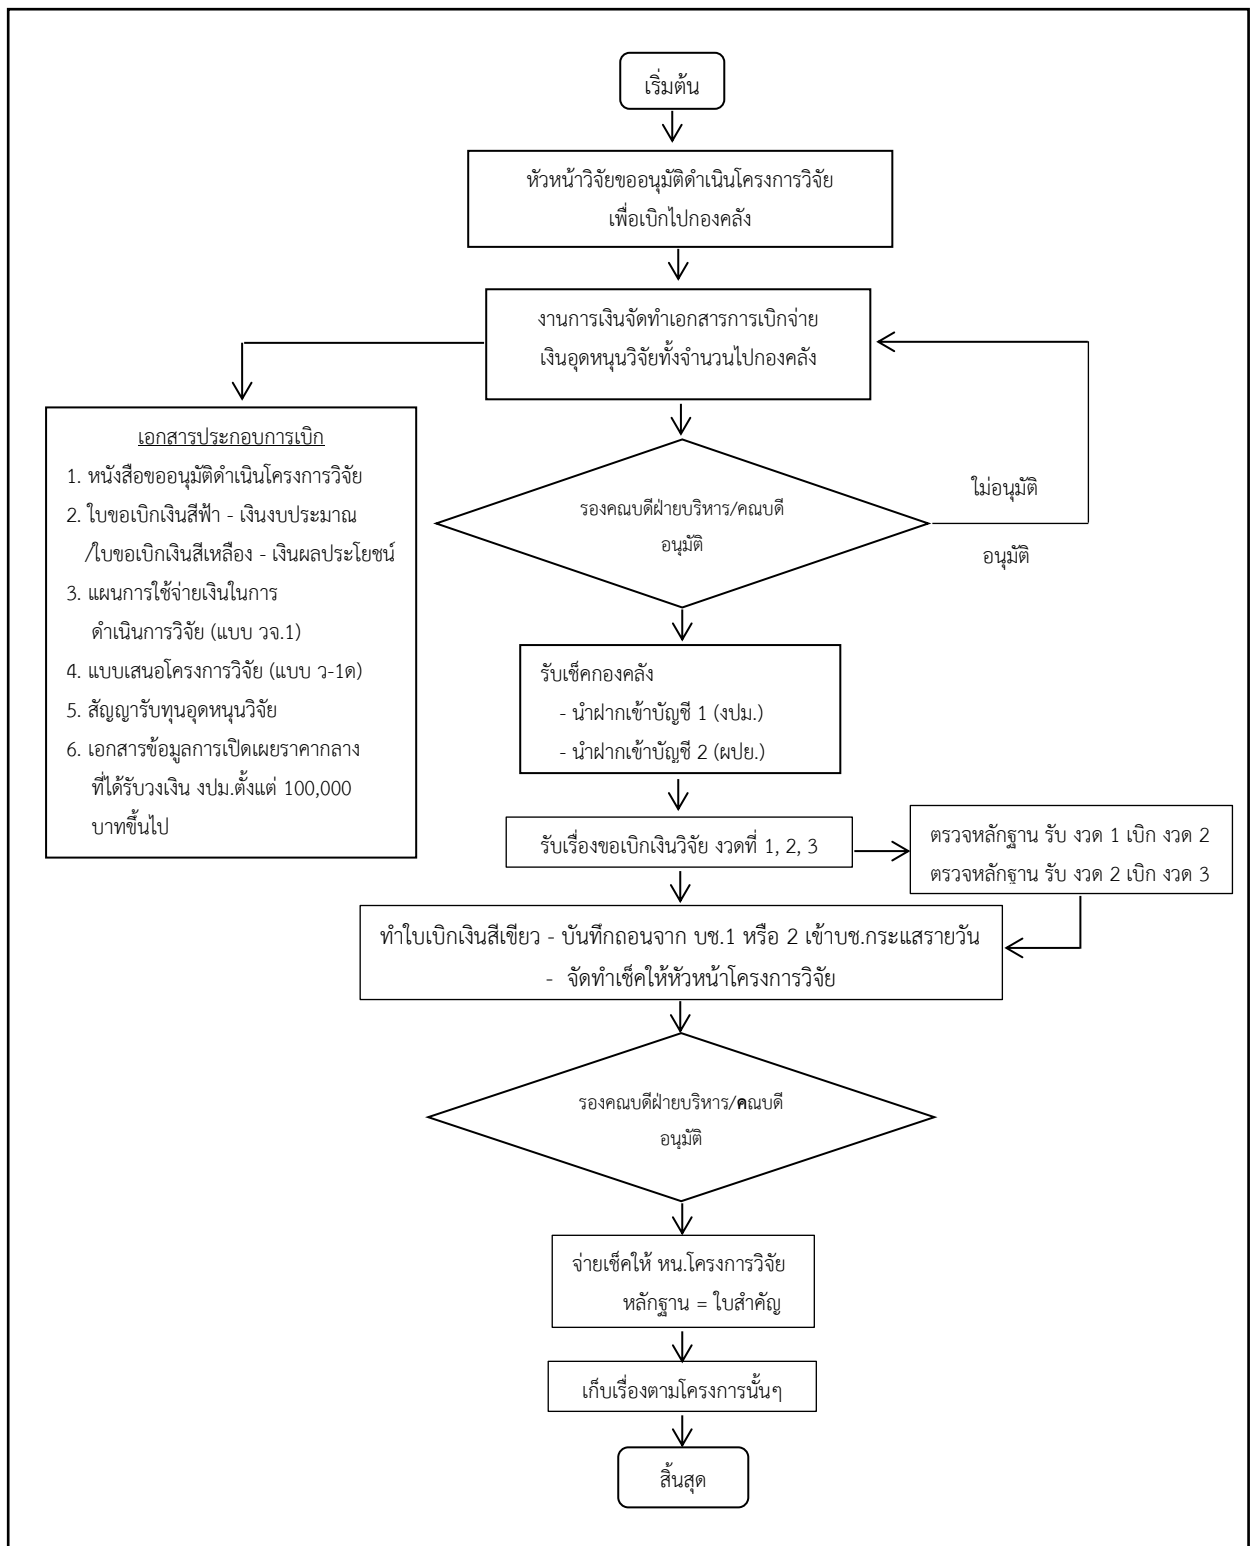 เริ่มต้น
หัวหน้าวิจัยขออนุมัติดำเนินโครงการวิจัย
เพื่อเบิกไปกองคลัง
งานการเงินจัดทำเอกสารการเบิกจ่าย
เงินอุดหนุนวิจัยทั้งจำนวนไปกองคลัง
เอกสารประกอบการเบิก
1. หนังสือขออนุมัติดำเนินโครงการวิจัย
2. ใบขอเบิกเงินสีฟ้า - เงินงบประมาณ
/ใบขอเบิกเงินสีเหลือง - เงินผลประโยชน์
3. แผนการใช้จ่ายเงินในการ
ดำเนินการวิจัย (แบบ วจ.1)
4. แบบเสนอโครงการวิจัย (แบบ ว-1ด)
5. สัญญารับทุนอุดหนุนวิจัย
6. เอกสารข้อมูลการเปิดเผยราคากลาง
ที่ได้รับวงเงิน งปม.ตั้งแต่ 100,000
บาทขึ้นไป
รองคณบดีฝ่ายบริหาร/คณบดี
อนุมัติ
ไม่อนุมัติ
อนุมัติ
รับเช็คกองคลัง
- นำฝากเข้าบัญชี 1 (งปม.)
- นำฝากเข้าบัญชี 2 (ผปย.)
รับเรื่องขอเบิกเงินวิจัย งวดที่ 1, 2, 3
ตรวจหลักฐาน รับ งวด 1 เบิก งวด 2
ตรวจหลักฐาน รับ งวด 2 เบิก งวด 3
ทำใบเบิกเงินสีเขียว - บันทึกถอนจาก บช.1 หรือ 2 เข้าบช.กระแสรายวัน
- จัดทำเช็คให้หัวหน้าโครงการวิจัย
รองคณบดีฝ่ายบริหาร/คณบดี
อนุมัติ
จ่ายเช็คให้ หน.โครงการวิจัย
หลักฐาน = ใบสำคัญ
เก็บเรื่องตามโครงการนั้นๆ
สิ้นสุด